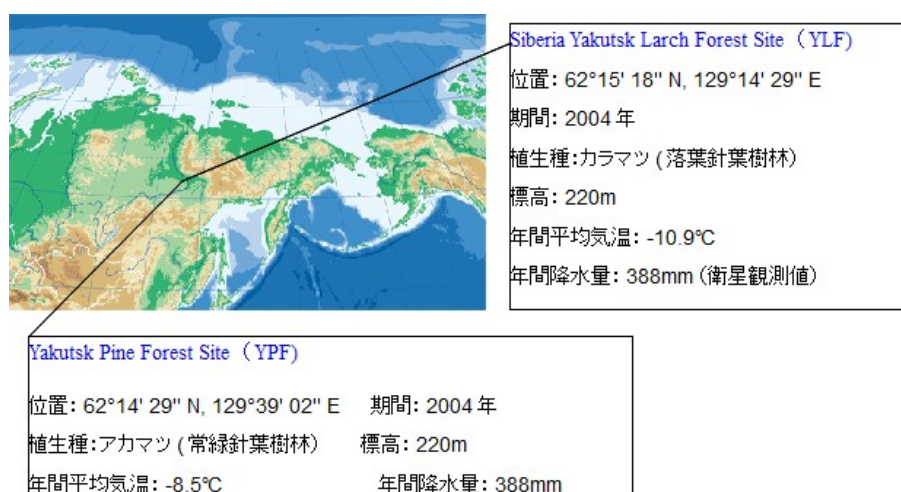 Siberia Yakutsk Larch Forest Site（YLF)
位置: 62°15' 18" N, 129°14' 29" E
期間: 2004 年
植生種:カラマツ (落葉針葉樹林)
標高: 220m
年間平均気温: -10.9℃
年間降水量: 388mm (衛星観測値)
Yakutsk Pine Forest Site（YPF)
位置: 62°14' 29" N, 129°39' 02" E 期間: 2004 年
植生種:アカマツ (常緑針葉樹林) 標高: 220m
年間平均気温: -8.5℃ 年間降水量: 388mm